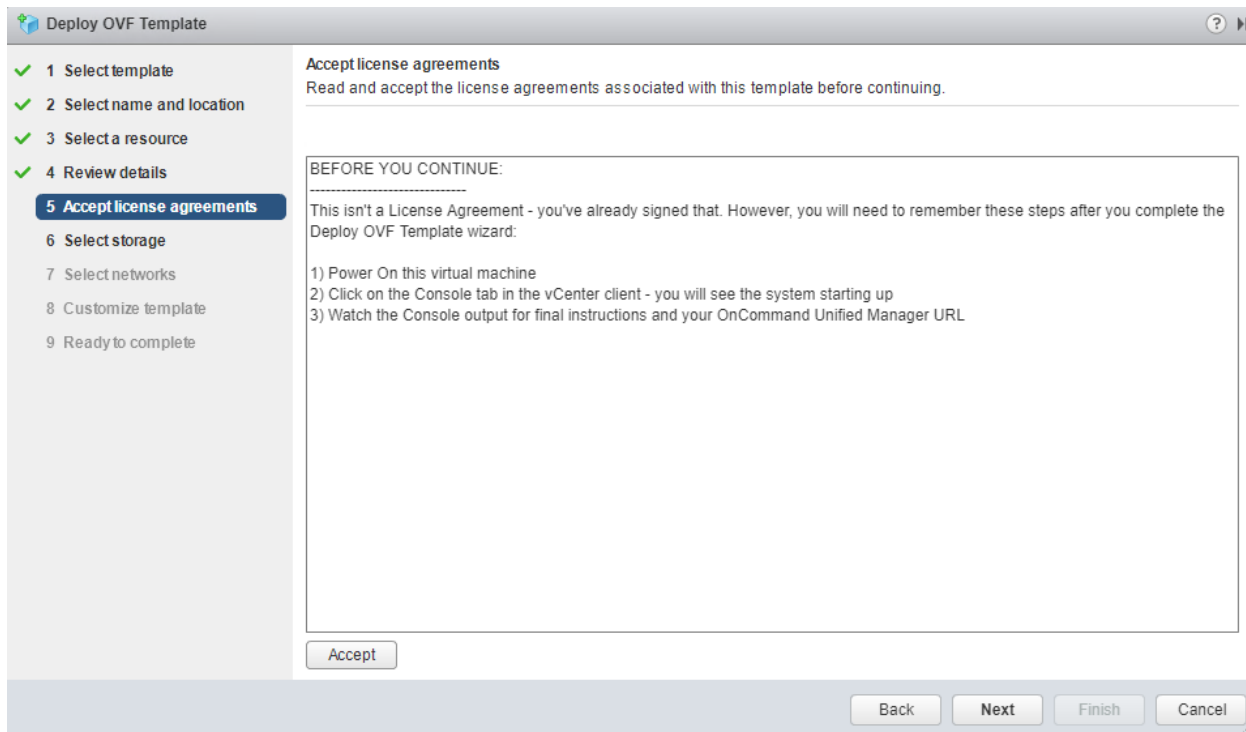 Deploy OVF Template
?
1 Select template
2 Select name and location
3 Select a resource
4 Review details
5 Accept license agreements
6 Select storage
7 Select networks
8 Customize template
9 Ready to complete
Accept license agreements
Read and accept the license agreements associated with this template before continuing.
BEFORE YOU CONTINUE:
------------------------------
This isn't a License Agreement - you've already signed that. However, you will need to remember these steps after you complete the
Deploy OVF Template wizard:
1) Power On this virtual machine
2) Click on the Console tab in the vCenter client - you will see the system starting up
3) Watch the Console output for final instructions and your OnCommand Unified Manager URL
Accept
Back Next Finish Cancel